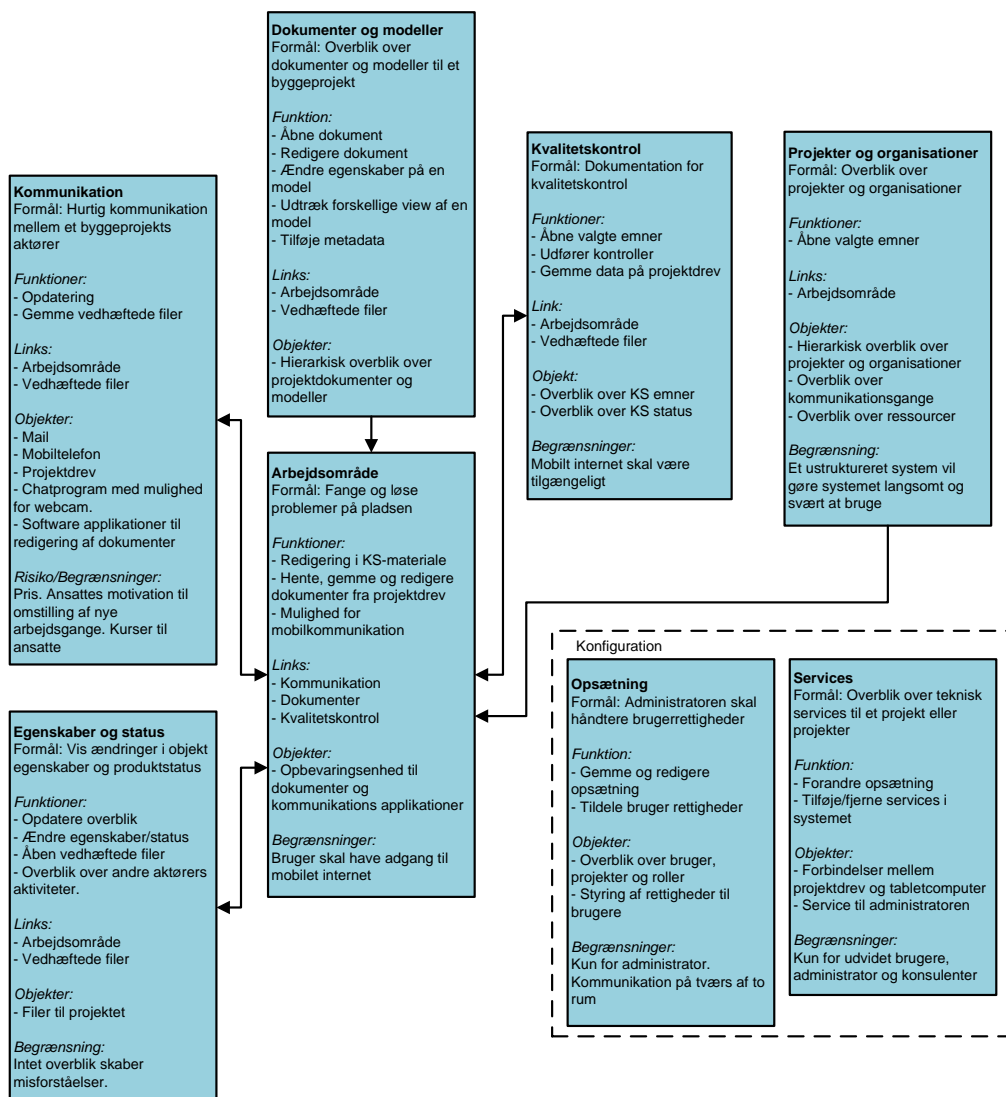 Dokumenter og modeller
Formål: Overblik over
dokumenter og modeller til et
byggeprojekt
Funktion:
- Åbne dokument
- Redigere dokument
- Ændre egenskaber på en
model
- Udtræk forskellige view af en
model
- Tilføje metadata
Links:
- Arbejdsområde
- Vedhæftede filer
Objekter:
- Hierarkisk overblik over
projektdokumenter og
modeller
Kvalitetskontrol
Formål: Dokumentation for
kvalitetskontrol
Funktioner:
- Åbne valgte emner
- Udfører kontroller
- Gemme data på projektdrev
Link:
- Arbejdsområde
- Vedhæftede filer
Objekt:
- Overblik over KS emner
- Overblik over KS status
Begrænsninger:
Mobilt internet skal være
tilgængeligt
Projekter og organisationer
Formål: Overblik over
projekter og organisationer
Funktioner:
- Åbne valgte emner
Links:
- Arbejdsområde
Objekter:
- Hierarkisk overblik over
projekter og organisationer
- Overblik over
kommunikationsgange
- Overblik over ressourcer
Begrænsning:
Et ustruktureret system vil
gøre systemet langsomt og
svært at bruge
Kommunikation
Formål: Hurtig kommunikation
mellem et byggeprojekts
aktører
Funktioner:
- Opdatering
- Gemme vedhæftede filer
Links:
- Arbejdsområde
- Vedhæftede filer
Objekter:
- Mail
- Mobiltelefon
- Projektdrev
- Chatprogram med mulighed
for webcam.
- Software applikationer til
redigering af dokumenter
Risiko/Begrænsninger:
Pris. Ansattes motivation til
omstilling af nye
arbejdsgange. Kurser til
ansatte
Arbejdsområde
Formål: Fange og løse
problemer på pladsen
Funktioner:
- Redigering i KS-materiale
- Hente, gemme og redigere
dokumenter fra projektdrev
- Mulighed for
mobilkommunikation
Links:
- Kommunikation
- Dokumenter
- Kvalitetskontrol
Objekter:
- Opbevaringsenhed til
dokumenter og
kommunikations applikationer
Begrænsninger:
Bruger skal have adgang til
mobilet internet
Egenskaber og status
Formål: Vis ændringer i objekt
egenskaber og produktstatus
Funktioner:
- Opdatere overblik
- Ændre egenskaber/status
- Åben vedhæftede filer
- Overblik over andre aktørers
aktiviteter.
Links:
- Arbejdsområde
- Vedhæftede filer
Objekter:
- Filer til projektet
Begrænsning:
Intet overblik skaber
misforståelser.
Konfiguration
Opsætning
Formål: Administratoren skal
håndtere brugerrettigheder
Funktion:
- Gemme og redigere
opsætning
- Tildele bruger rettigheder
Objekter:
- Overblik over bruger,
projekter og roller
- Styring af rettigheder til
brugere
Begrænsninger:
Kun for administrator.
Kommunikation på tværs af to
rum
Services
Formål: Overblik over teknisk
services til et projekt eller
projekter
Funktion:
- Forandre opsætning
- Tilføje/fjerne services i
systemet
Objekter:
- Forbindelser mellem
projektdrev og tabletcomputer
- Service til administratoren
Begrænsninger:
Kun for udvidet brugere,
administrator og konsulenter